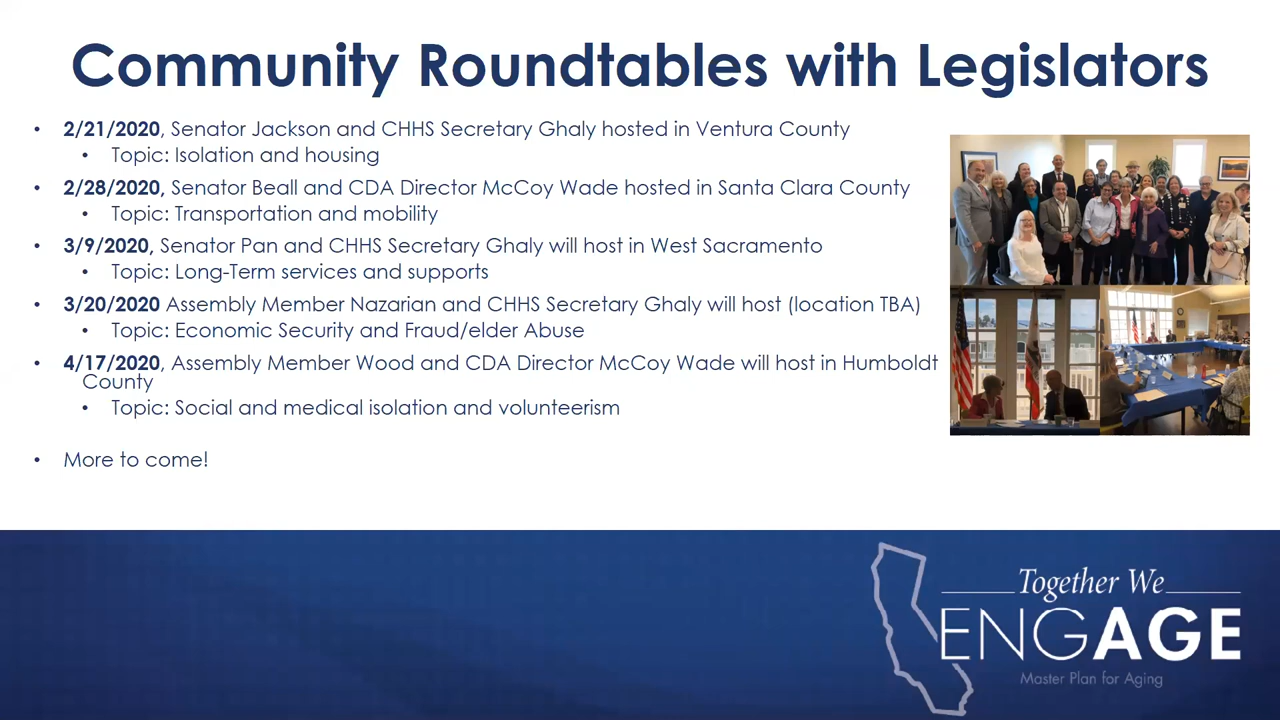 Community Roundtables with Legislators
• 2/21/2020, Senator Jackson and CHHS Secretary Ghaly hosted in Ventura County
• Topic: Isolation and housing
• 2/28/2020, Senator Beall and CDA Director McCoy Wade hosted in Santa Clara County
• Topic: Transportation and mobility
• 3/9/2020, Senator Pan and CHHS Secretary Ghaly will host in West Sacramento
• Topic: Long-Term services and supports
• 3/20/2020 Assembly Member Nazarian and CHHS Secretary Ghaly will host (location TBA)
• Topic: Economic Security and Fraud/elder Abuse
• 4/17/2020, Assembly Member Wood and CDA Director McCoy Wade will host in Humboldt
County
• Topic: Social and medical isolation and volunteerism
• More to come!
Together We
ENGAGE
Master Plan for Aging